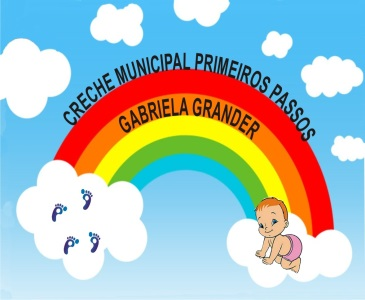 CRECHE MUNICIPAL PRIMEIROS PASSOS
GABRIELA GRANDER